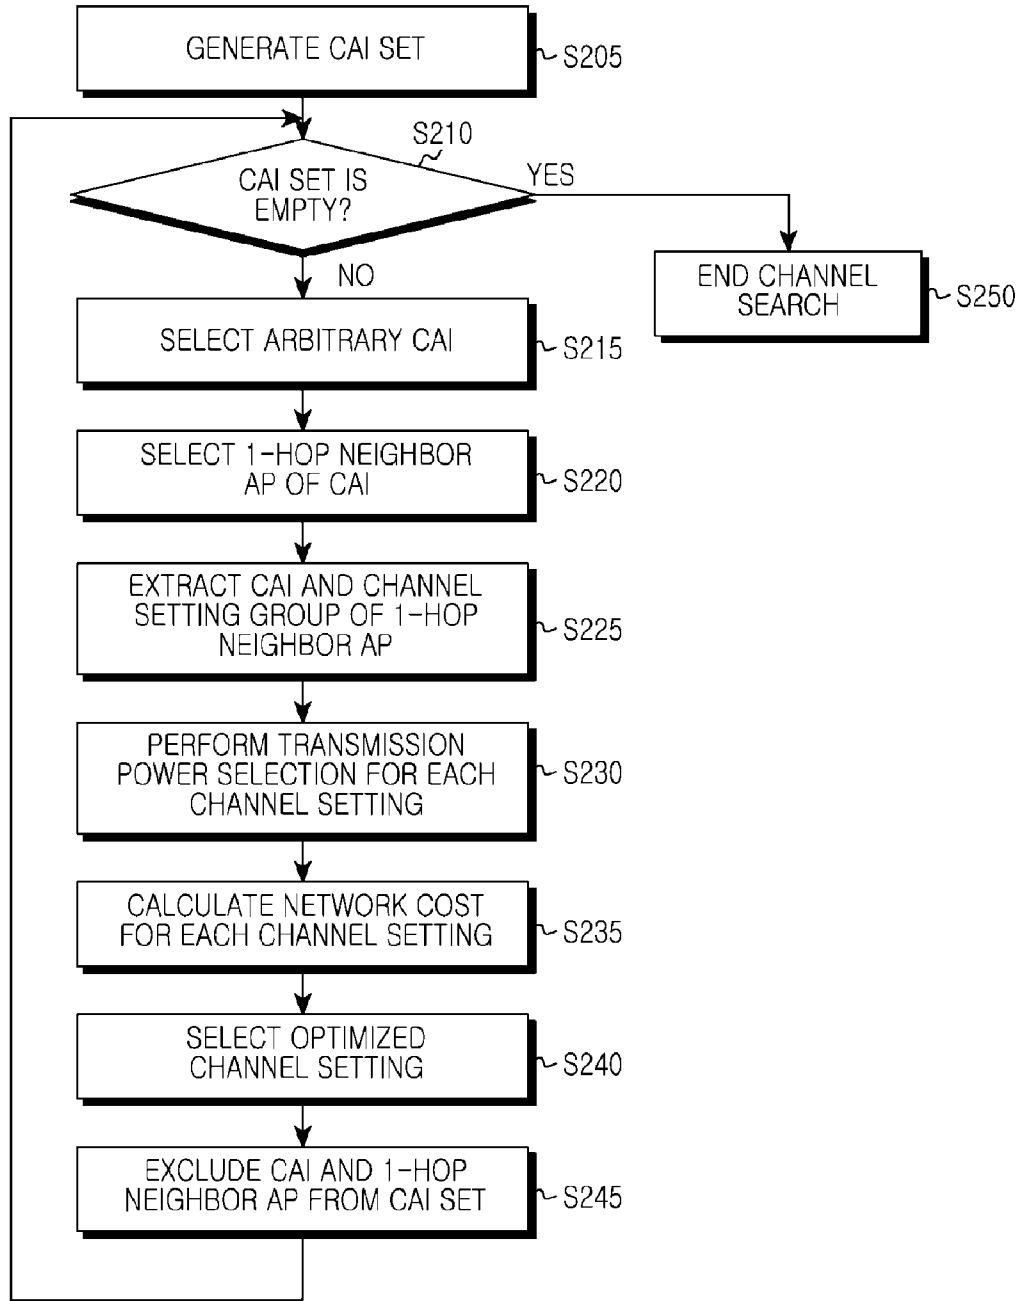 GENERATE CAI SET
S205
S210
CAI SET IS
EMPTY?
YES
NO
END CHANNEL
SEARCH
S250
SELECT ARBITRARY CAI
S215
SELECT 1-HOP NEIGHBOR
AP OF CAI
S220
EXTRACT CAI AND CHANNEL
SETTING GROUP OF 1-HOP
NEIGHBOR AP
S225
PERFORM TRANSMISSION
POWER SELECTION FOR EACH
CHANNEL SETTING
S230
CALCULATE NETWORK COST
FOR EACH CHANNEL SETTING
S235
SELECT OPTIMIZED
CHANNEL SETTING
S240
EXCLUDE CAI AND 1-HOP
NEIGHBOR AP FROM CAI SET
S245